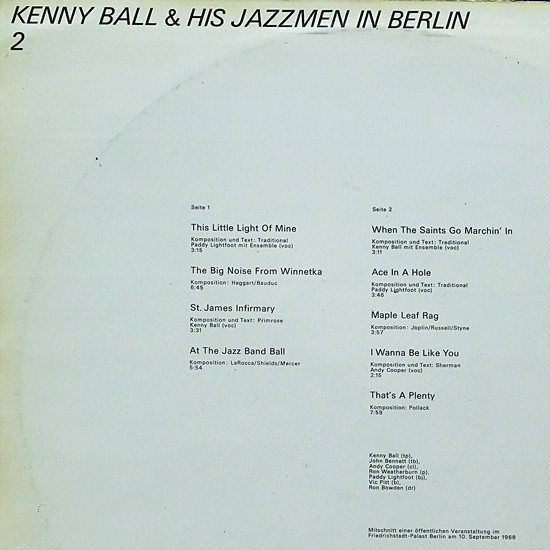 KENNY BALL & HIS JAZZMEN IN BERLIN
2
Seite 1
This Little Light Of Mine
Komposition und Text: Traditional
Paddy Lightfoot mit Ensemble (voc)
3:15
The Big Noise From Winnetka
Komposition: Haggart/Bauduc
6:45
St. James Infirmary
Komposition und Text: Primrose
Kenny Ball (voc)
3:31
At The Jazz Band Ball
Komposition: LaRocca/Shields/Mercer
5:54
Seite 2
When The Saints Go Marchin' In
Komposition und Text: Traditional
Kenny Ball mit Ensemble (voc)
3:11
Ace In A Hole
Komposition und Text: Traditional
Paddy Lightfoot (voc)
3:46
Maple Leaf Rag
Komposition: Joplin/Russell/Styne
3:57
I Wanna Be Like You
Komposition und Text: Sherman
Andy Cooper (voc)
2:15
That's A Plenty
Komposition: Pollack
7:59
Kenny Ball (tp),
John Bennett (tb),
Andy Cooper (cl),
Ron Weatherburn (p),
Paddy Lightfoot (bj),
Vic Pitt (b),
Ron Bowden (dr)
Mitschnitt einer öffentlichen Veranstaltung im
Friedrichstadt-Palast Berlin am 10. September 1968